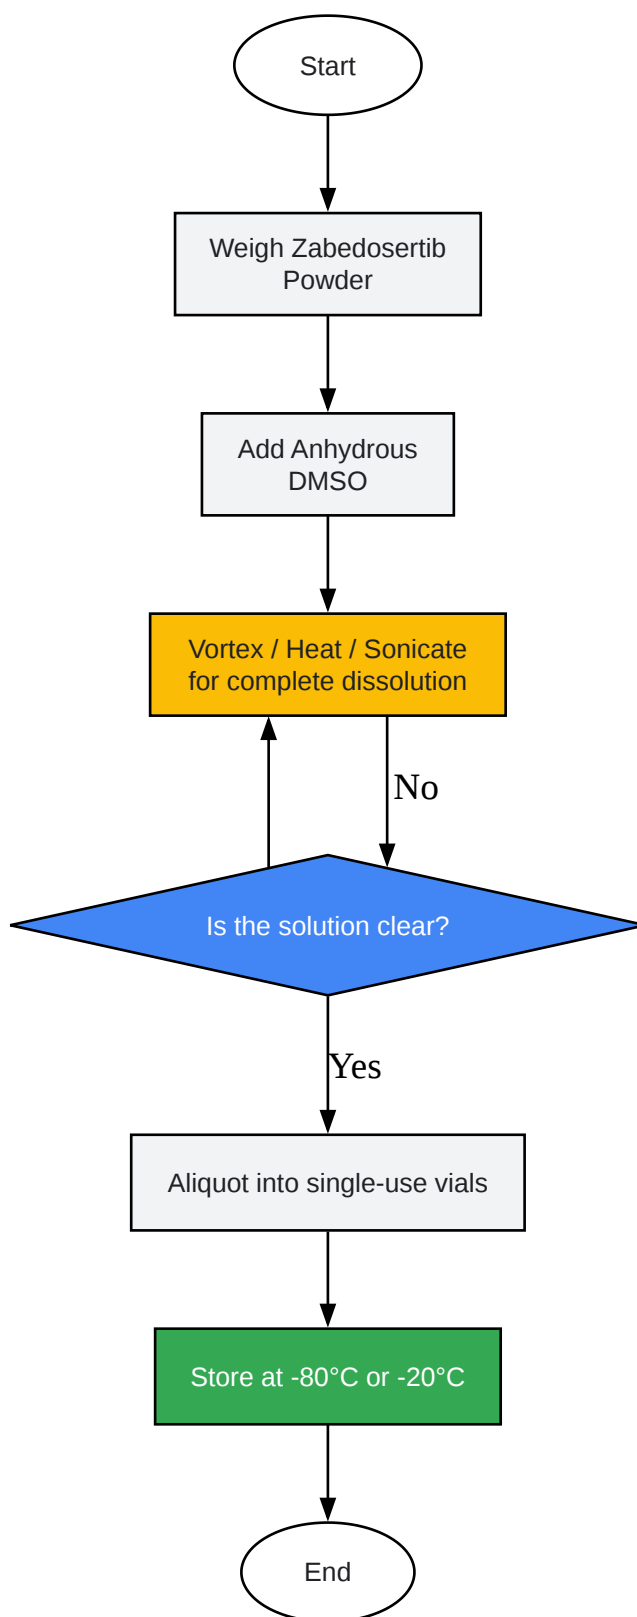 Start
Weigh Zabedosertib
Powder
Add Anhydrous
DMSO
Vortex / Heat / Sonicate
for complete dissolution
No
Is the solution clear?
Yes
Aliquot into single-use vials
Store at -80°C or -20°C
End